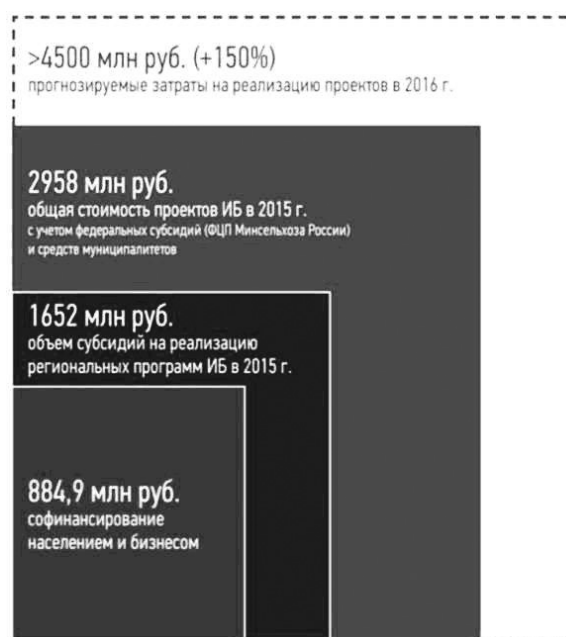 >4500 млн руб. (+150%)
прогнозируемые затраты на реализацию проектов в 2016 г.
2958 млн руб.
общая стоимость проектов ИБ в 2015 г.
с учетом федеральных субсидий (ФЦП Минсельхоза России)
и средств муниципалитетов
1652 млн руб.
объем субсидий на реализацию
региональных программ ИБ в 2015 г.
884,9 млн руб.
софинансирование
населением и бизнесом